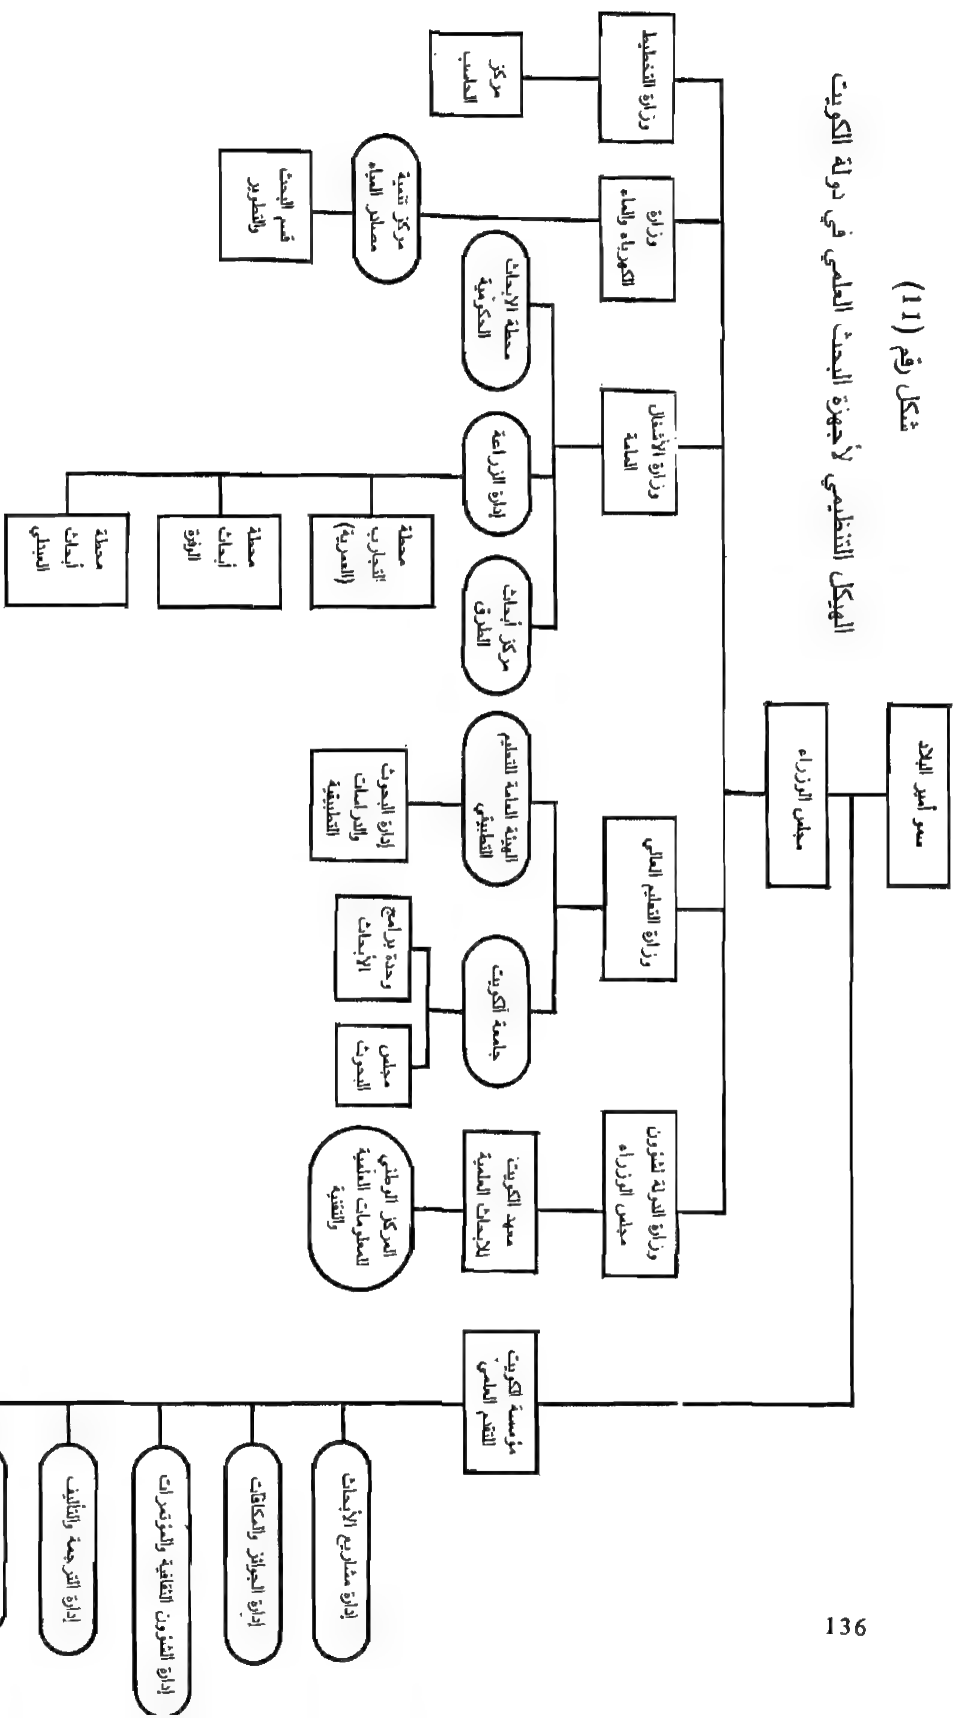 شكل رقم (11)
الهيكل التنظيمي لأجهزة البحث العلمي في دولة الكويت
سمو أمير البلاد
مجلس الوزراء
وزارة التخطيط
مركز
الحاسب
وزارة
الكهرباء والماء
مركز تنمية
مصادر المياه
قسم البحث
والتطوير
وزارة الأشغال
العامة
محطة الابحاث
الحكومية
إدارة الزراعة
محطة
التجارب
(العمرية)
محطة
أبحاث
الوفرة
محطة
أبحاث
العبدلي
مركز أبحاث
الطرق
وزارة التعليم العالي
الهيئة العامة للتعليم
التطبيقي
إدارة البحوث
والدراسات
التطبيقية
جامعة الكويت
وحدة برامج
الأبحاث
مجلس
البحوث
وزارة الدولة لشؤون
مجلس الوزراء
معهد الكويت
للابحاث العلمية
المركز الوطني
للمعلومات العلمية
والتقنية
مؤسسة الكويت
للتقدم العلمي
إدارة مشاريع الأبحاث
إدارة الجوائز والمكافآت
إدارة الشؤون الثقافية والمؤتمرات
إدارة الترجمة والتأليف
136